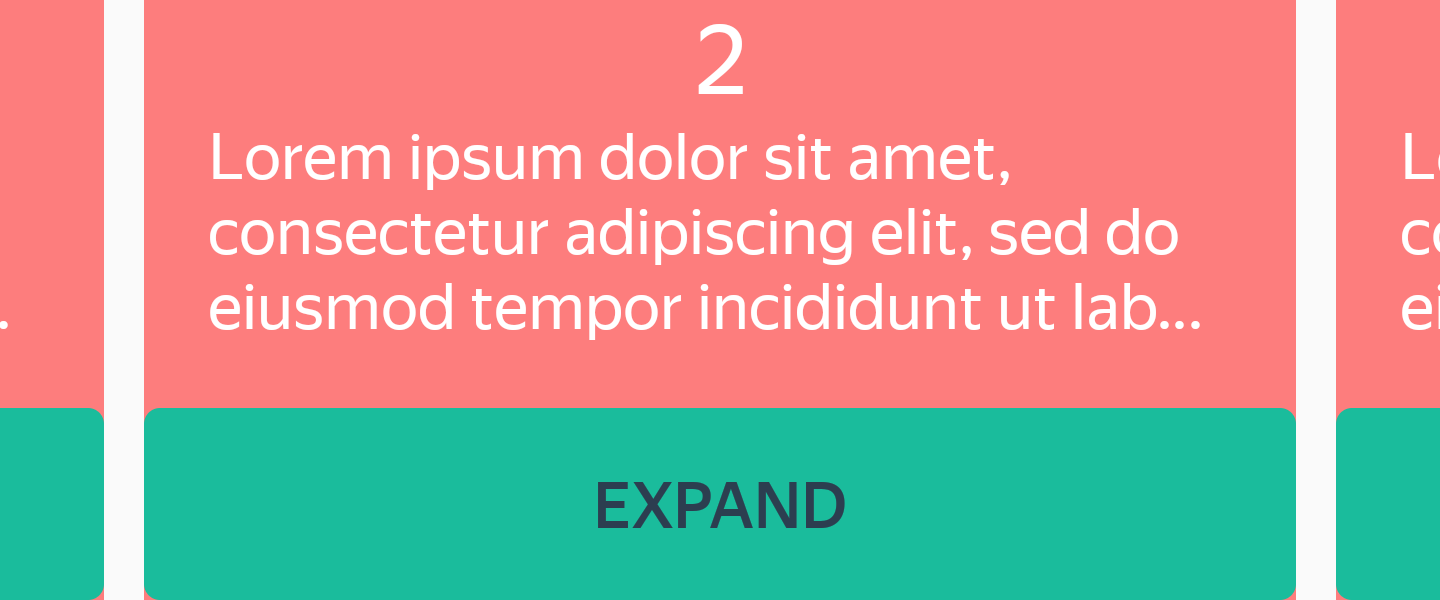 2
Lorem ipsum dolor sit amet,
consectetur adipiscing elit, sed do
eiusmod tempor incididunt ut lab...
EXPAND